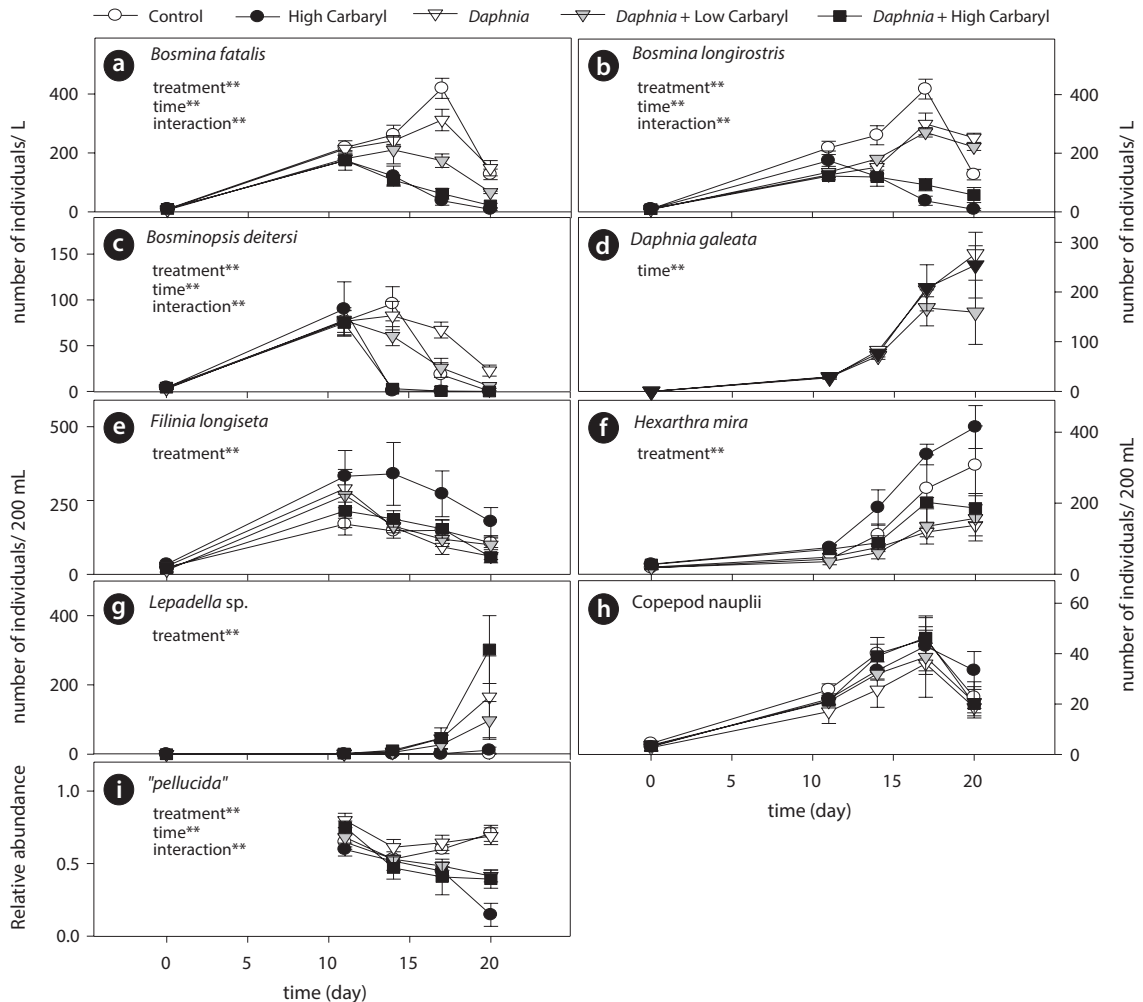 Control High Carbaryl Daphnia Daphnia + Low Carbaryl Daphnia + High Carbaryl
a Bosmina fatalis
treatment**
time**
interaction**
400
200
0
number of individuals/ L
b Bosmina longirostris
treatment**
time**
interaction**
400
200
0
number of individuals/ L
c Bosminopsis deitersi
treatment**
time**
interaction**
150
100
50
0
d Daphnia galeata
time**
300
200
100
0
e Filinia longiseta
treatment**
500
250
0
number of individuals/ 200 mL
f Hexarthra mira
treatment**
400
200
0
number of individuals/ 200 mL
g Lepadella sp.
treatment**
400
200
0
h Copepod nauplii
60
40
20
0
0 5 10 15 20
time (day)
i "pellucida"
treatment**
time**
interaction**
1.0
0.5
0.0
Relative abundance
0 5 10 15 20
time (day)